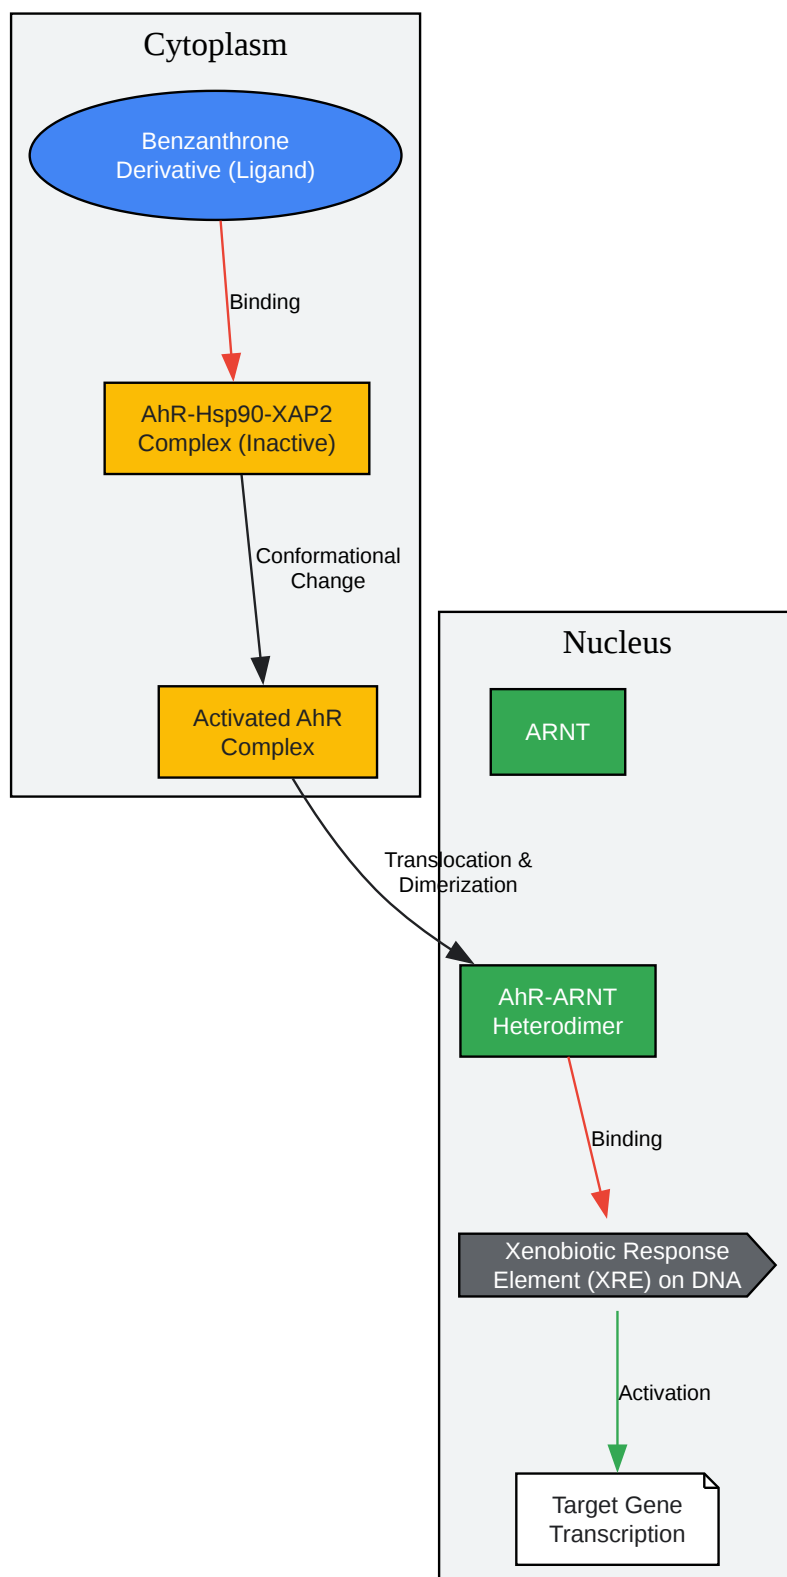 Cytoplasm
Benzanthrone
Derivative (Ligand)
Binding
AhR-Hsp90-XAP2
Complex (Inactive)
Conformational
Change
Activated AhR
Complex
Nucleus
ARNT
Translocation &
Dimerization
AhR-ARNT
Heterodimer
Binding
Xenobiotic Response
Element (XRE) on DNA
Activation
Target Gene
Transcription